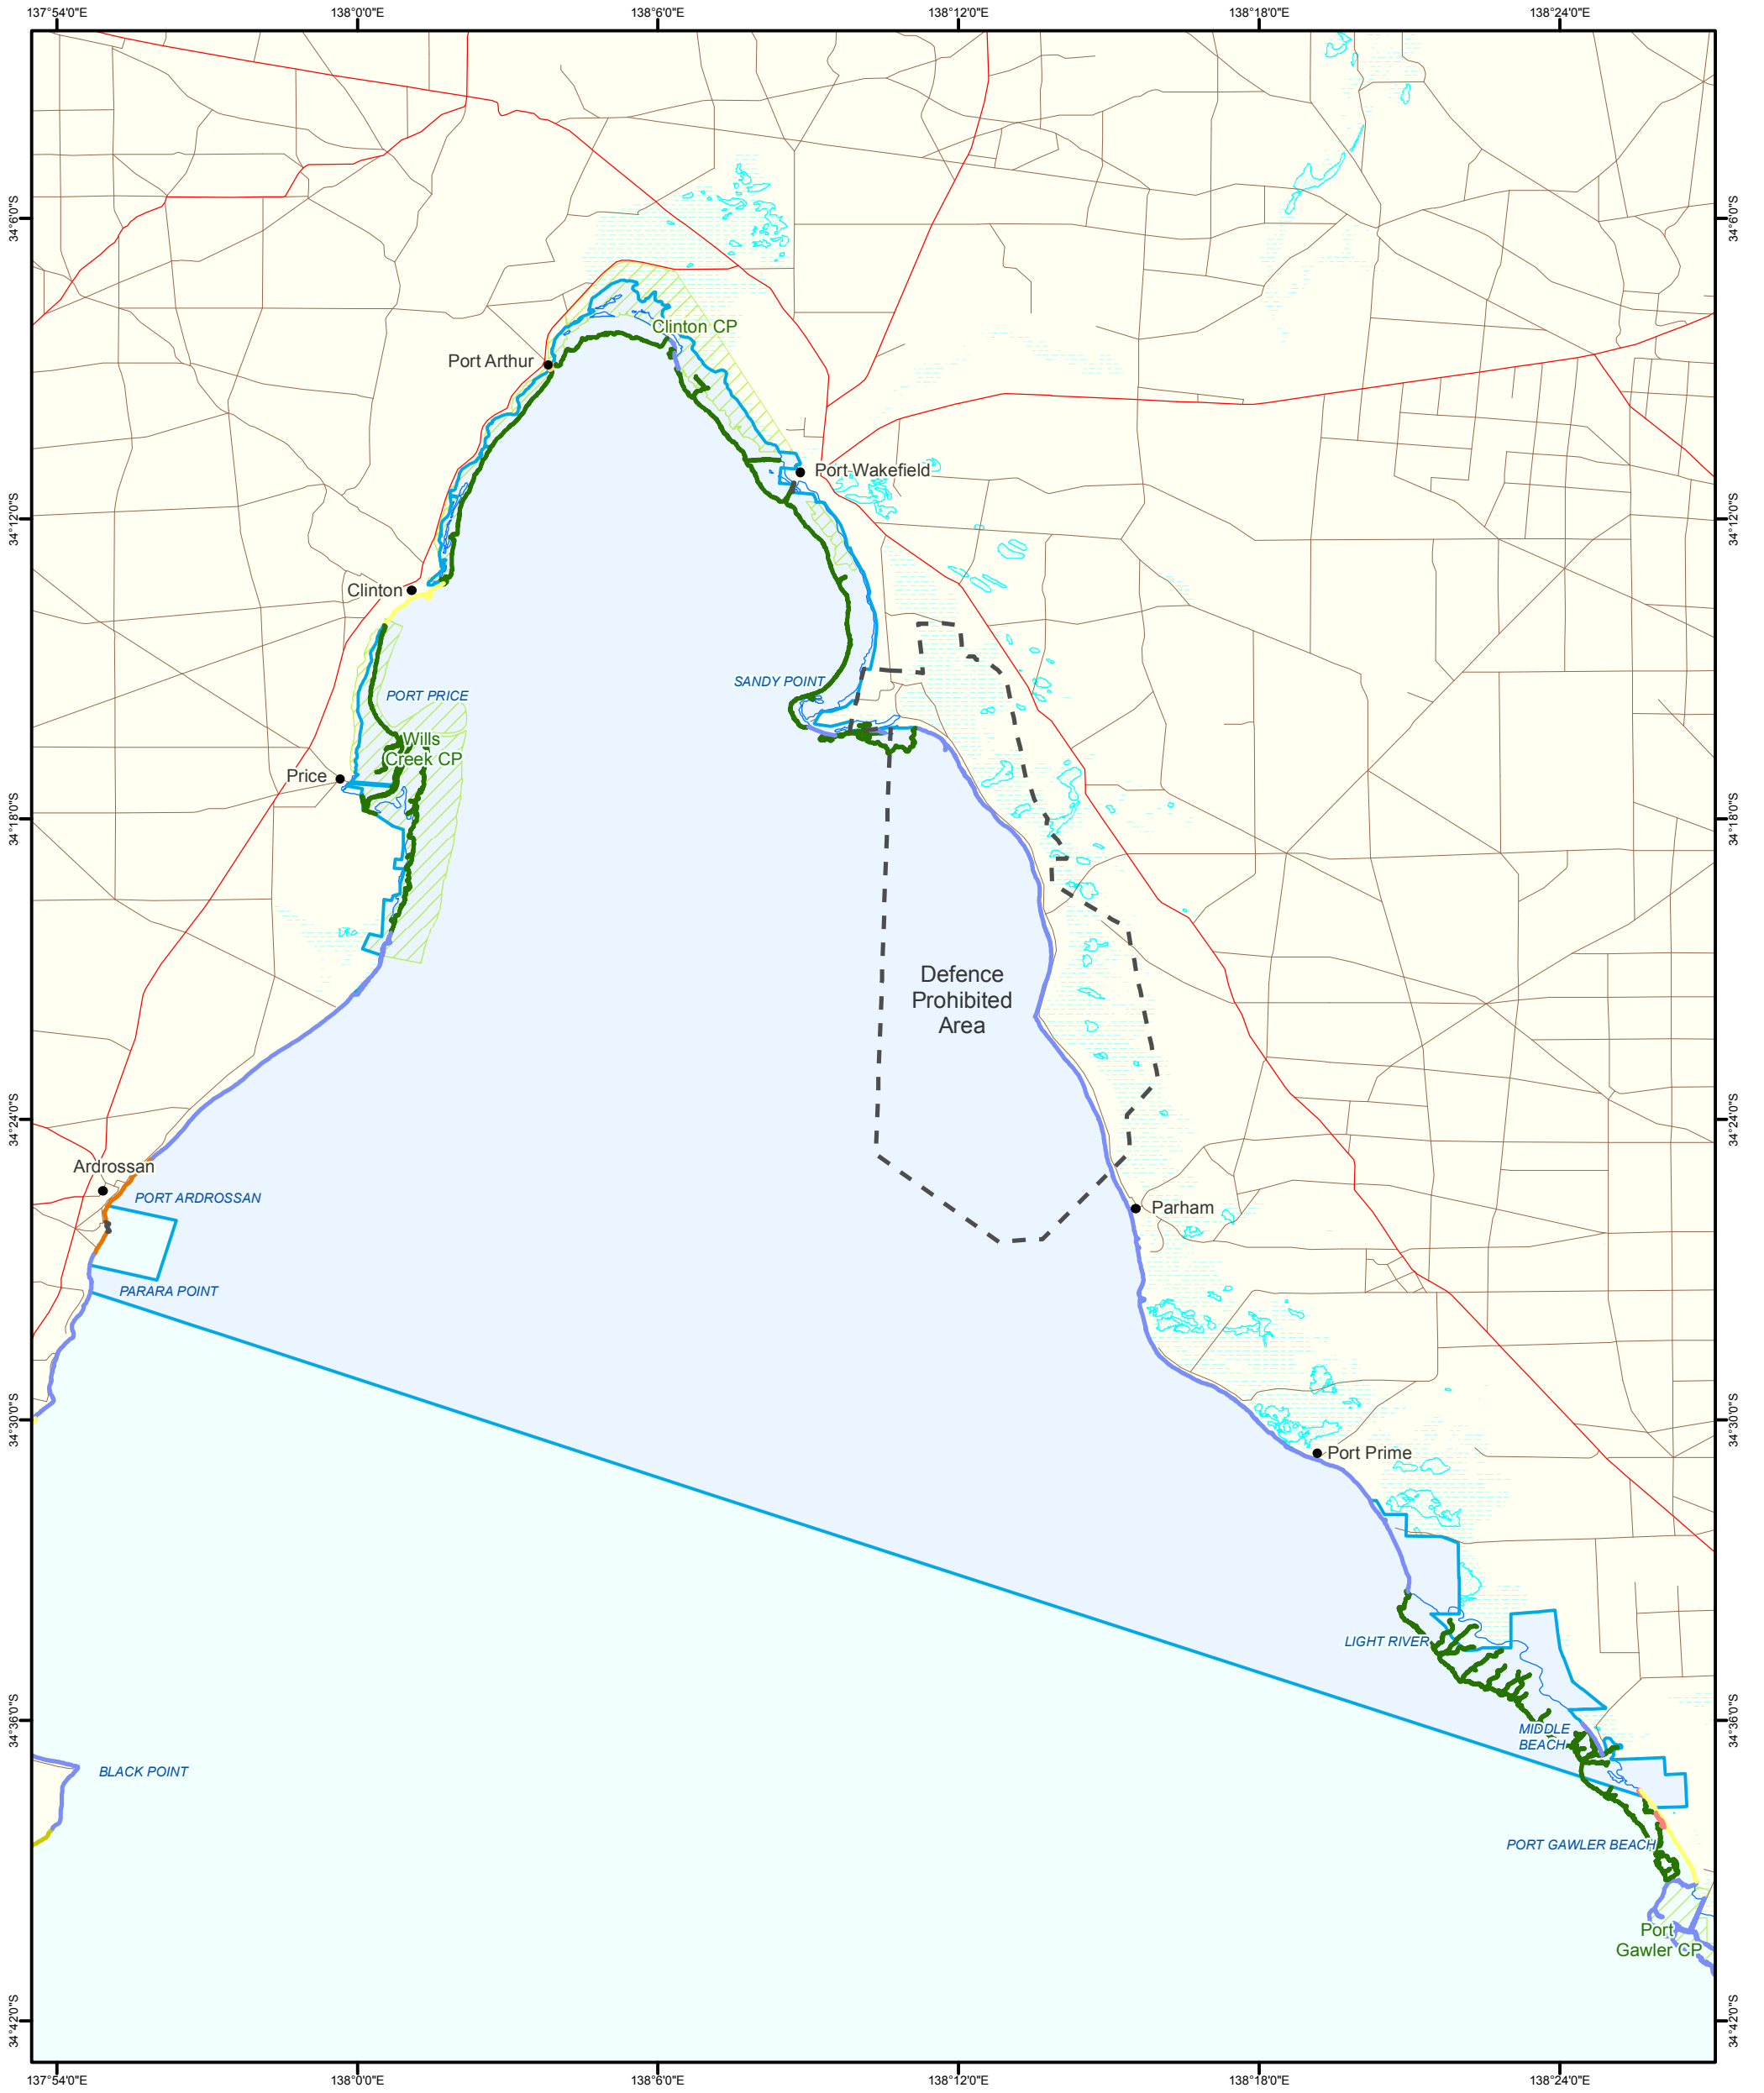 137°54'0"E
138°0'0"E
138°6'0"E
138°12'0"E
138°18'0"E
138°24'0"E
34°6'0"S
34°6'0"S
Clinton CP
Port Arthur
Port Wakefield
34°12'0"S
34°12'0"S
Clinton
SANDY POINT
PORT PRICE
Wills
Creek CP
Price
34°18'0"S
34°18'0"S
Defence
Prohibited
Area
34°24'0"S
34°24'0"S
Ardrossan
PORT ARDROSSAN
Parham
PARARA POINT
34°30'0"S
34°30'0"S
Port Prime
LIGHT RIVER
34°36'0"S
34°36'0"S
MIDDLE
BEACH
BLACK POINT
PORT GAWLER BEACH
Port
Gawler CP
34°42'0"S
34°42'0"S
137°54'0"E
138°0'0"E
138°6'0"E
138°12'0"E
138°18'0"E
138°24'0"E